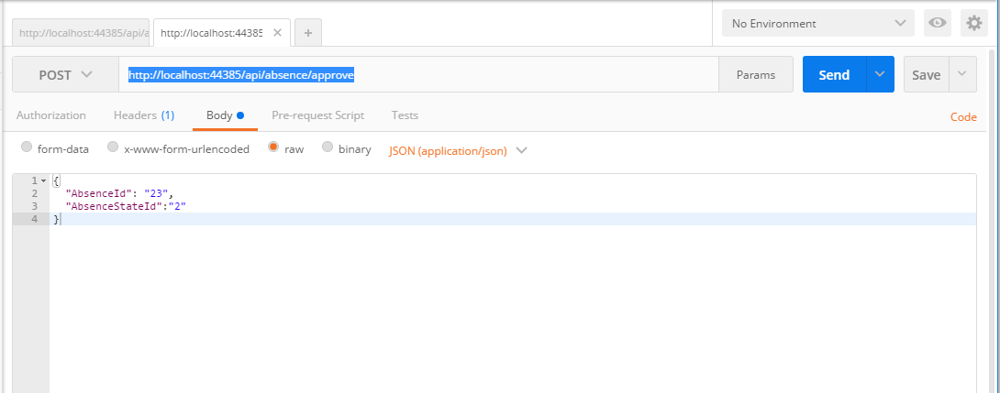 http://localhost:44385/api/a
http://localhost:44385
No Environment
POST
http://localhost:44385/api/absence/approve
Params
Send
Save
Authorization
Headers (1)
Body
Pre-request Script
Tests
Code
form-data
x-www-form-urlencoded
raw
binary
JSON (application/json)
1 {
2 "AbsenceId": "23",
3 "AbsenceStateId":"2"
4 }